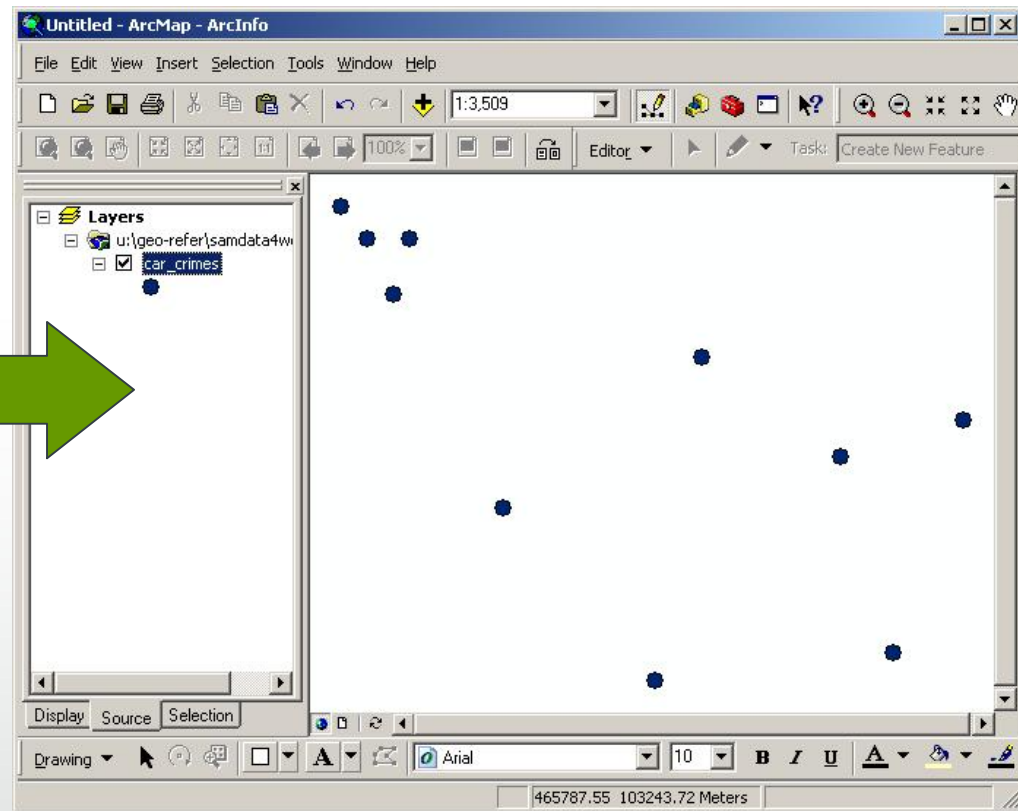 Untitled - ArcMap - ArcInfo
File Edit View Insert Selection Tools Window Help
1:3,509
100% Editor Task: Create New Feature
Layers
u:\geo-refer\samdata4w
car_crimes
Display Source Selection
Drawing A Arial 10 B I U A
465787.55 103243.72 Meters